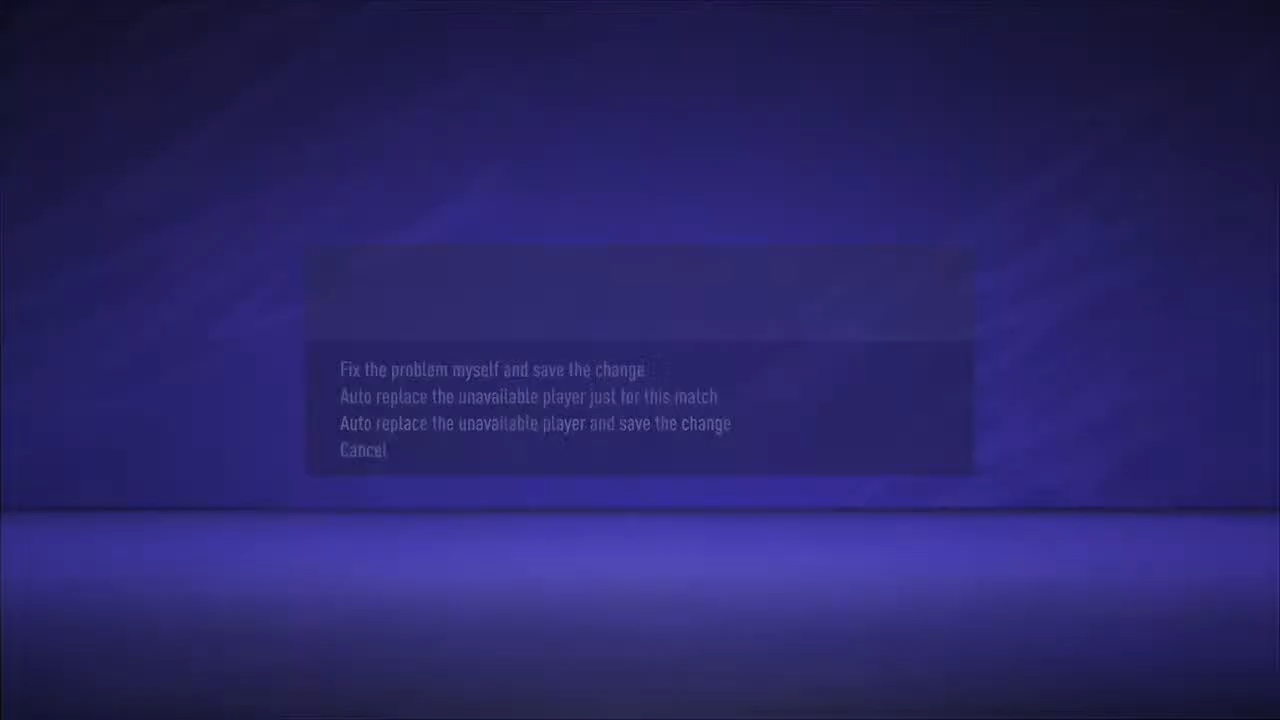 Fix the problem myself and save the change
Auto replace the unavailable player just for this match
Auto replace the unavailable player and save the change
Cancel